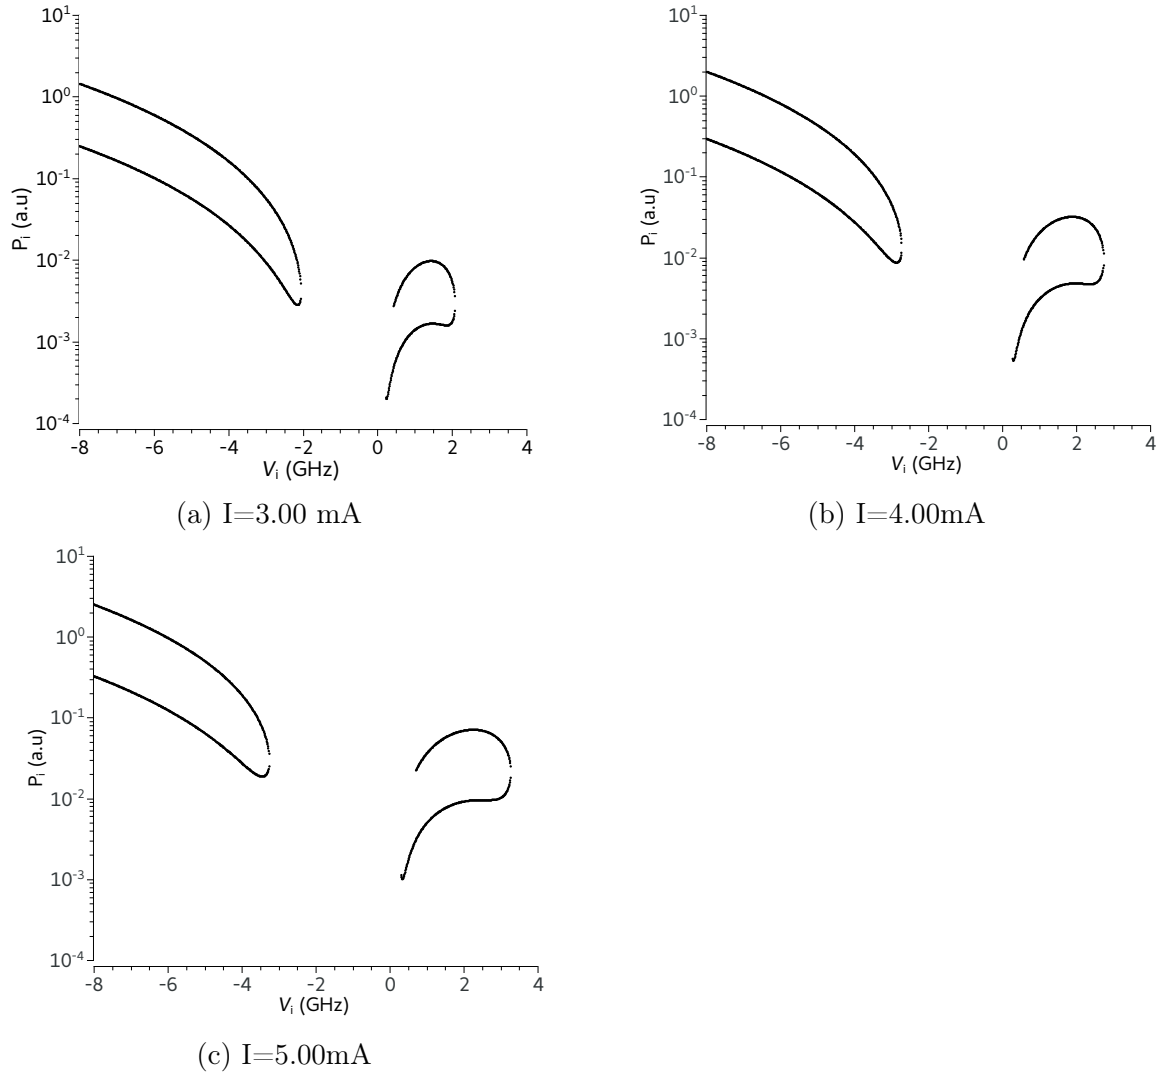 10¹
10⁰
10⁻¹
10⁻²
10⁻³
10⁻⁴
Pᵢ (a.u)
-8 -6 -4 -2 0 2 4
Vᵢ (GHz)
(a) I=3.00 mA
10¹
10⁰
10⁻¹
10⁻²
10⁻³
10⁻⁴
Pᵢ (a.u)
-8 -6 -4 -2 0 2 4
Vᵢ (GHz)
(b) I=4.00mA
10¹
10⁰
10⁻¹
10⁻²
10⁻³
10⁻⁴
Pᵢ (a.u)
-8 -6 -4 -2 0 2 4
Vᵢ (GHz)
(c) I=5.00mA